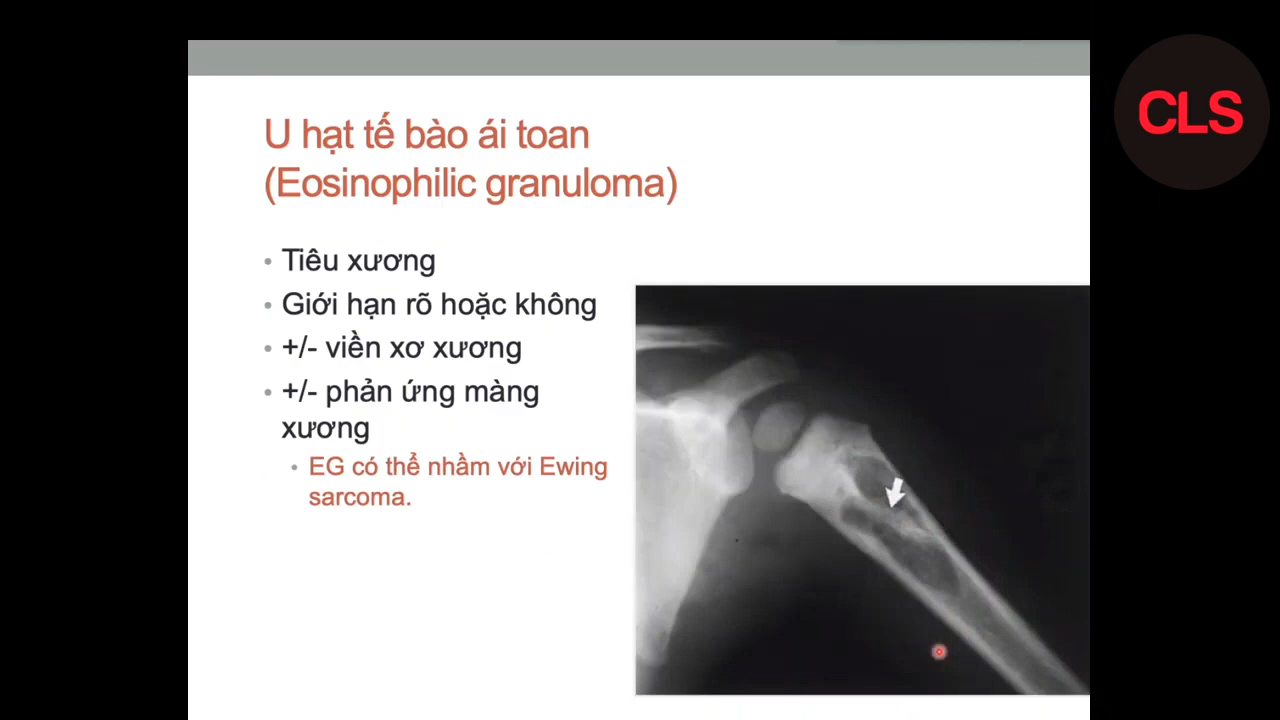 CLS
U hạt tế bào ái toan
(Eosinophilic granuloma)
• Tiêu xương
• Giới hạn rõ hoặc không
• +/- viền xơ xương
• +/- phản ứng màng
xương
• EG có thể nhầm với Ewing
sarcoma.